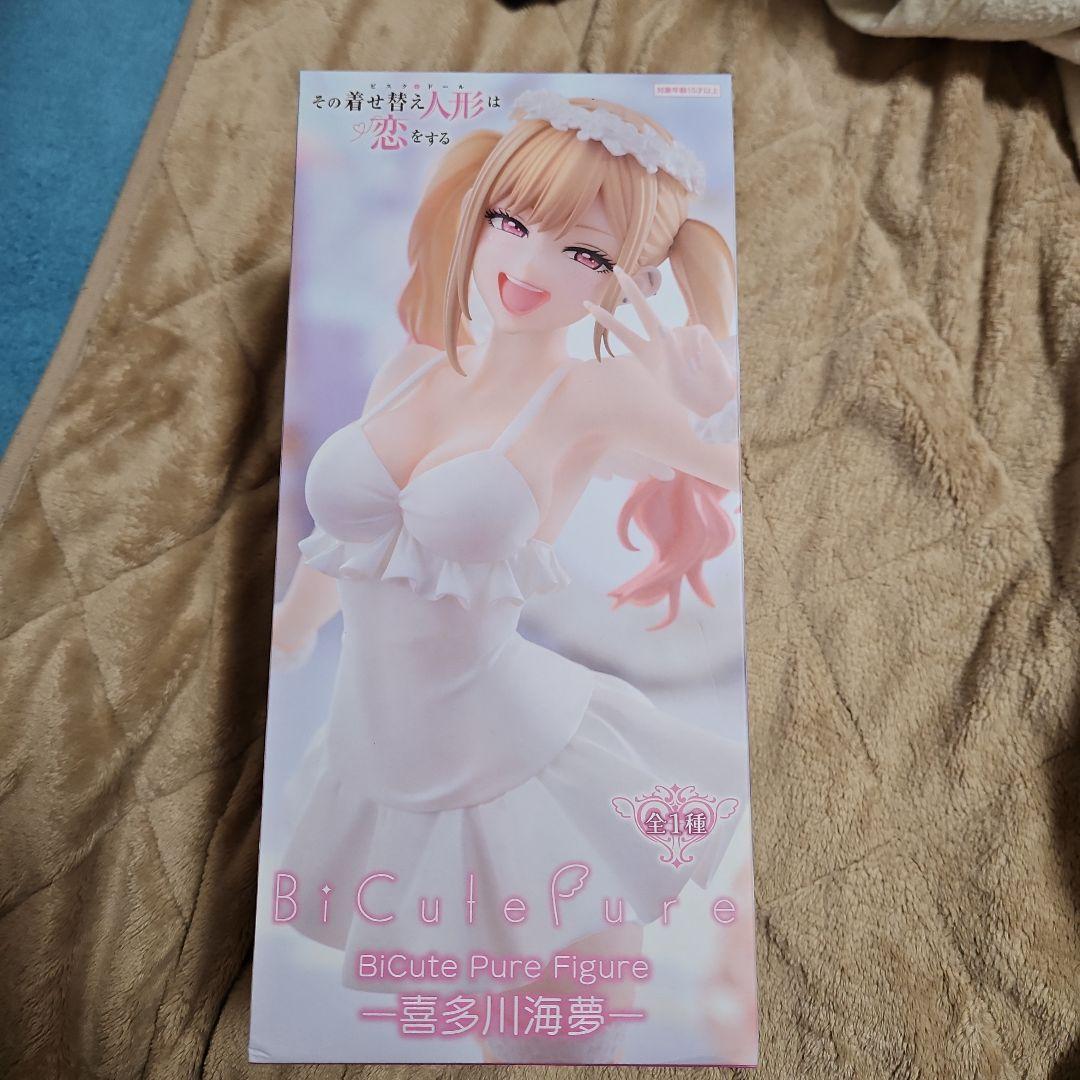 ビスク・ドール
その着せ替え人形は
恋をする
対象年齢15才以上
全1種
BiCutePure
BiCute Pure Figure
―喜多川海夢―